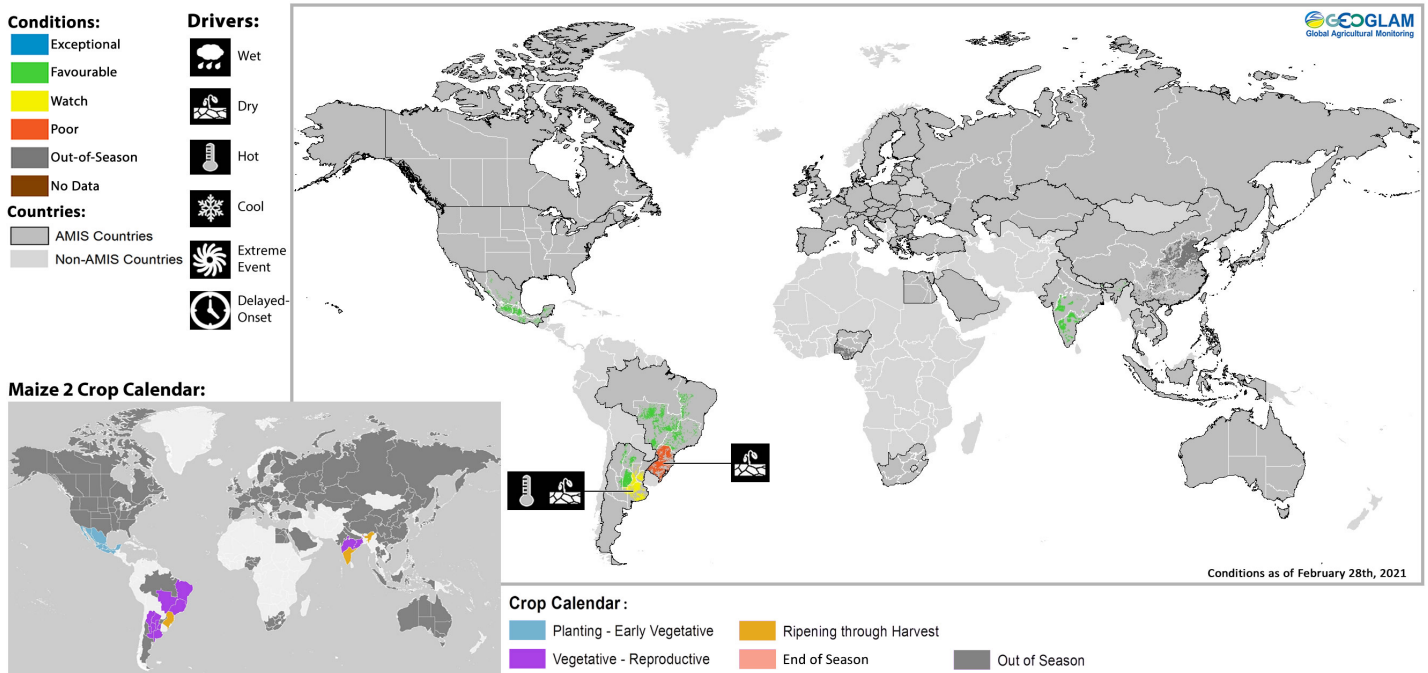 Conditions:
Exceptional
Favourable
Watch
Poor
Out-of-Season
No Data
Countries:
AMIS Countries
Non-AMIS Countries
Drivers:
Wet
Dry
Hot
Cool
Extreme
Event
Delayed-
Onset
GEOGLAM
Global Agricultural Monitoring
Conditions as of February 28th, 2021
Maize 2 Crop Calendar:
Crop Calendar :
Planting - Early Vegetative
Vegetative - Reproductive
Ripening through Harvest
End of Season
Out of Season